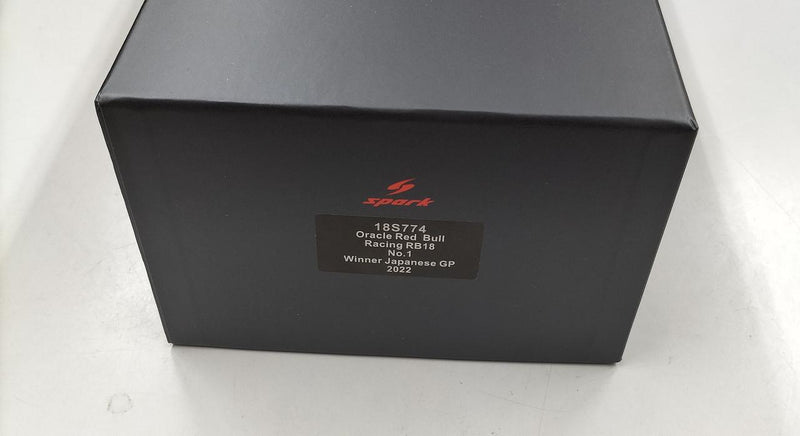 spark
18S774
Oracle Red Bull
Racing RB18
No.1
Winner Japanese GP
2022